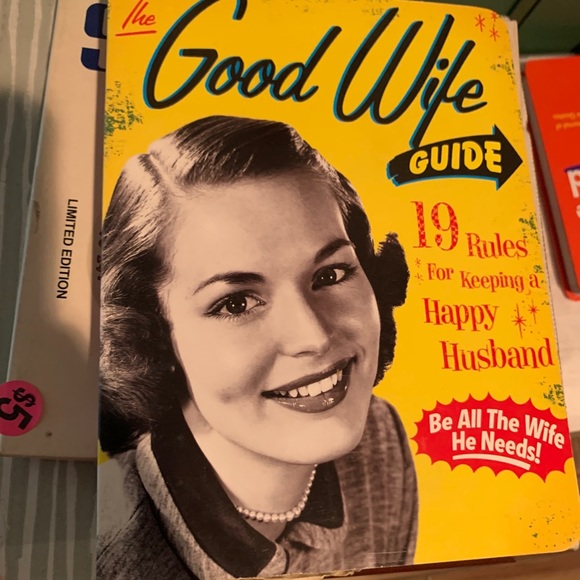 The
Good Wife
GUIDE
19 Rules
For Keeping a
Happy
Husband
Be All The Wife
He Needs!
LIMITED EDITION
$5